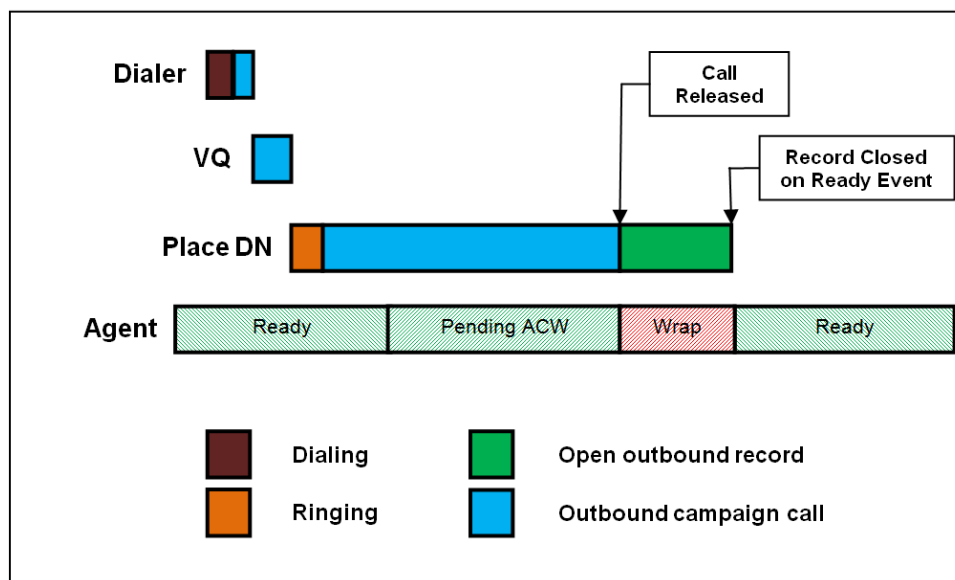 Dialer
Call
Released
VQ
Record Closed
on Ready Event
Place DN
Agent
Ready
Pending ACW
Wrap
Ready
Dialing
Open outbound record
Ringing
Outbound campaign call